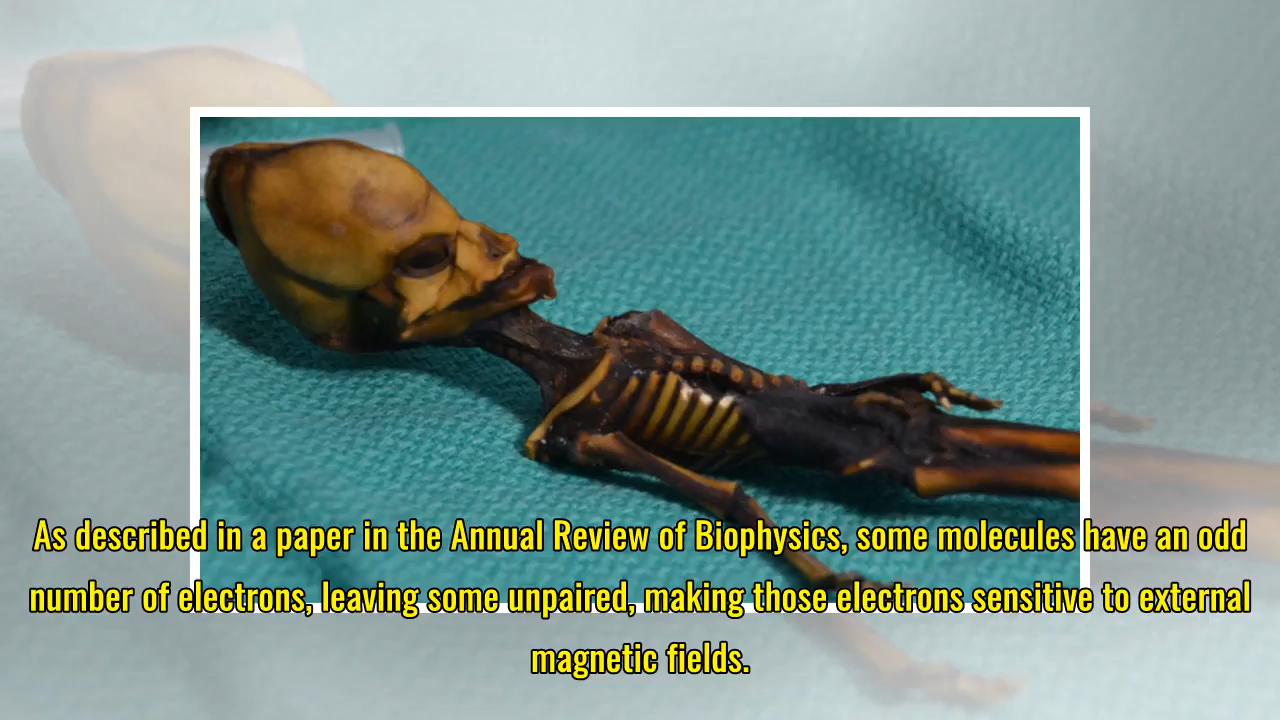 As described in a paper in the Annual Review of Biophysics, some molecules have an odd
number of electrons, leaving some unpaired, making those electrons sensitive to external
magnetic fields.